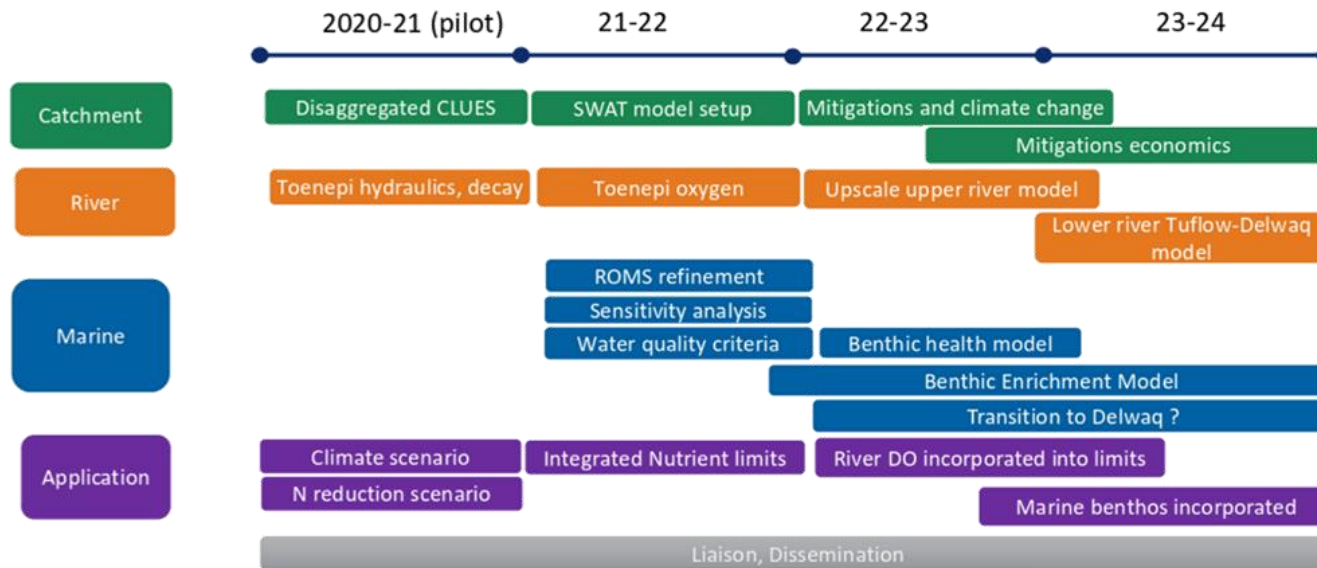 2020-21 (pilot) 21-22 22-23 23-24
Catchment
Disaggregated CLUES
SWAT model setup
Mitigations and climate change
Mitigations economics
River
Toenepi hydraulics, decay
Toenepi oxygen
Upscale upper river model
Lower river Tuflow-Delwaq
model
Marine
ROMS refinement
Sensitivity analysis
Water quality criteria
Benthic health model
Benthic Enrichment Model
Transition to Delwaq ?
Application
Climate scenario
Integrated Nutrient limits
River DO incorporated into limits
N reduction scenario
Marine benthos incorporated
Liaison, Dissemination